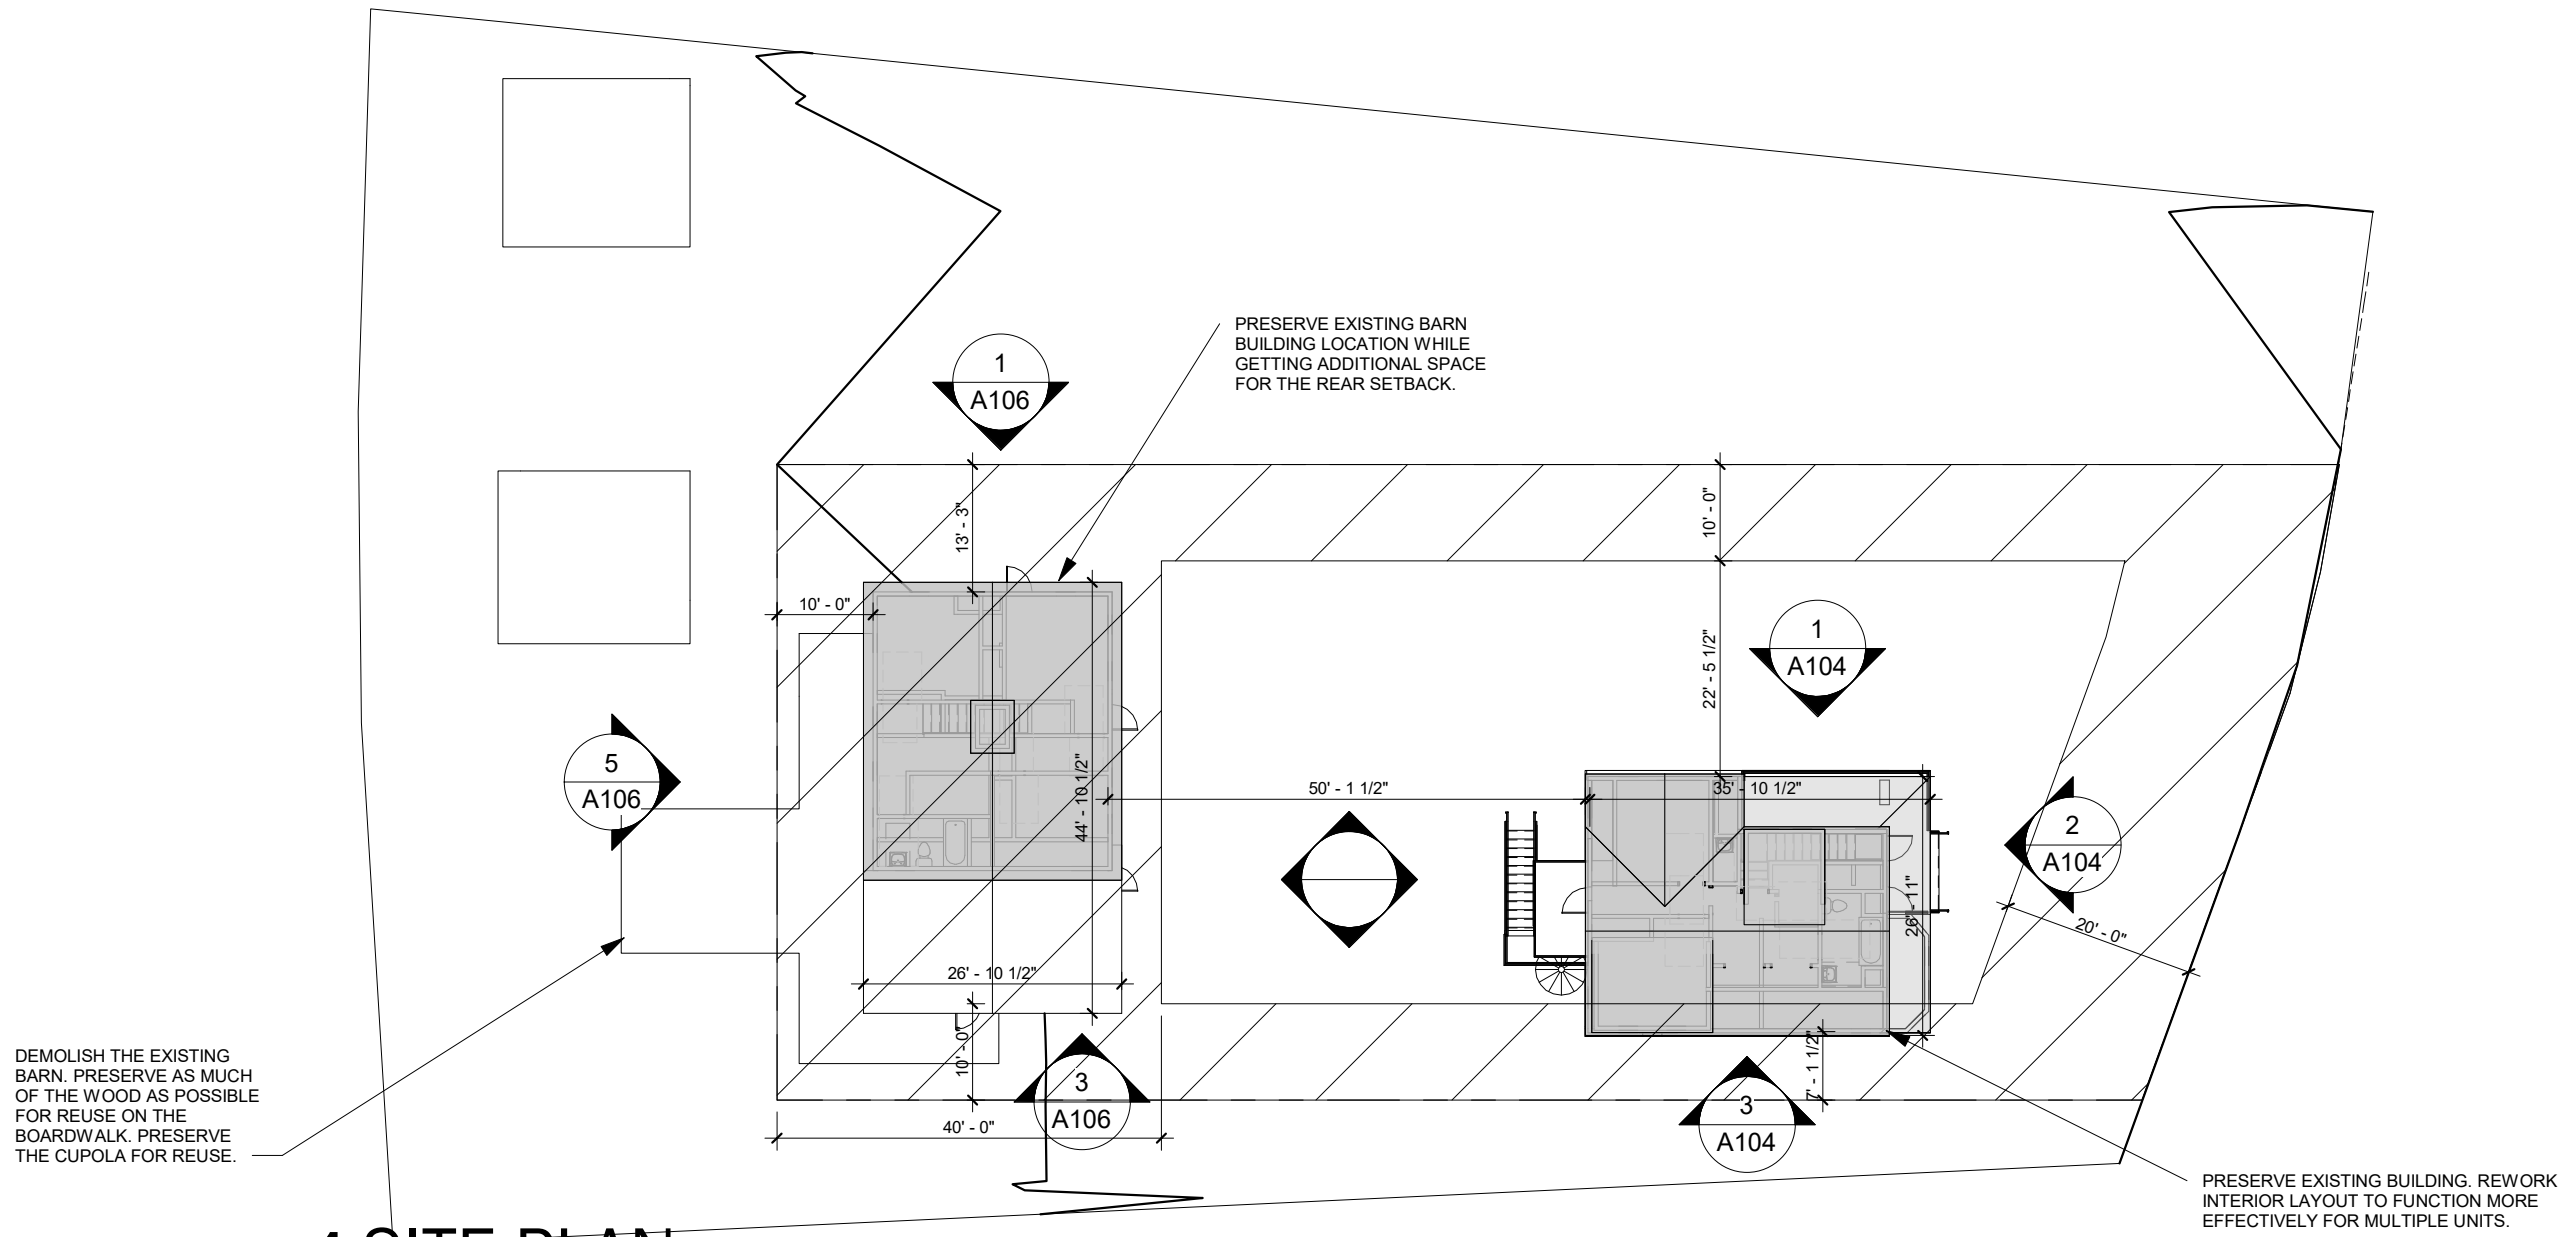 PRESERVE EXISTING BARN
BUILDING LOCATION WHILE
GETTING ADDITIONAL SPACE
FOR THE REAR SETBACK.
1
A106
13' - 3"
10' - 0"
10' - 0"
22' - 5 1/2"
1
A104
5
A106
44' - 10 1/2"
50' - 1 1/2"
35' - 10 1/2"
2
A104
26' - 11"
20' - 0"
26' - 10 1/2"
10' - 0"
3
A106
7' - 1 1/2"
3
A104
40' - 0"
DEMOLISH THE EXISTING
BARN. PRESERVE AS MUCH
OF THE WOOD AS POSSIBLE
FOR REUSE ON THE
BOARDWALK. PRESERVE
THE CUPOLA FOR REUSE.
PRESERVE EXISTING BUILDING. REWORK
INTERIOR LAYOUT TO FUNCTION MORE
EFFECTIVELY FOR MULTIPLE UNITS.
SITE PLAN